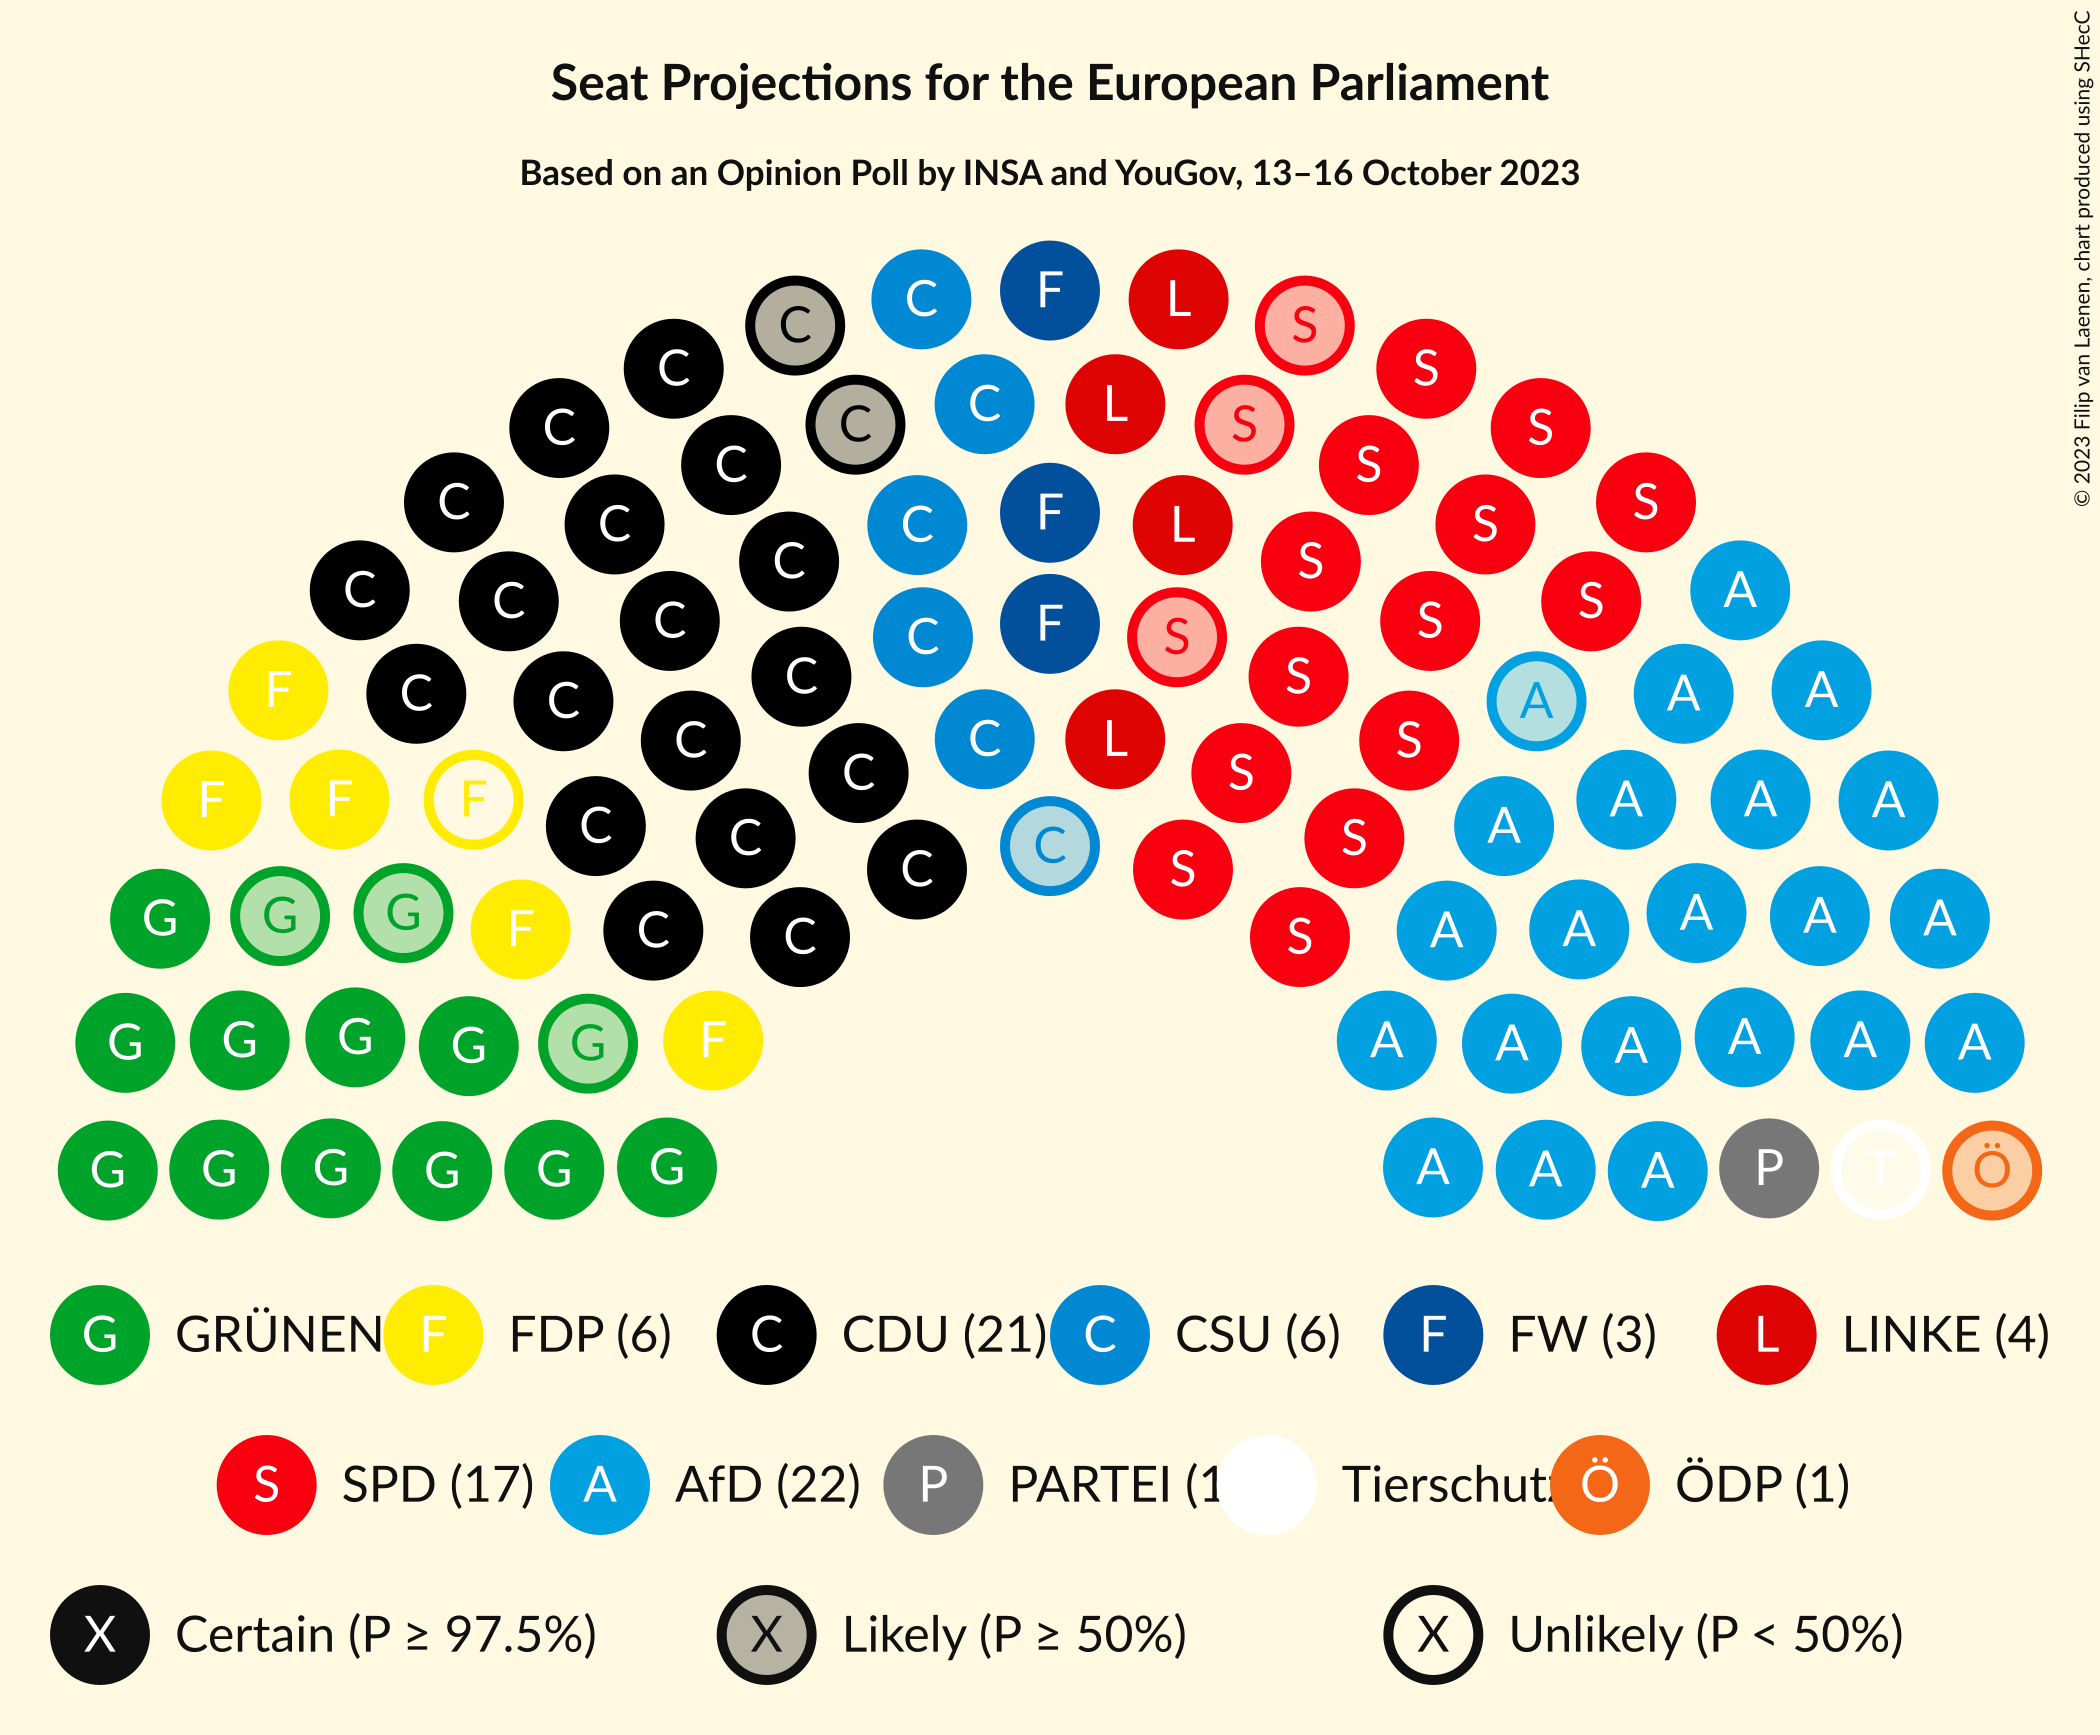 Seat Projections for the European Parliament
Based on an Opinion Poll by INSA and YouGov, 13–16 October 2023
© 2023 Filip van Laenen, chart produced using SHecC
C C F L S
C C S S
C C L S
C C S S
C C F L S S
C C C S S S
C C C F S S S A
F C C C C S S A A A
C C L S
F F F C C C S S A A A A
C
G G G F C C C S S A A A A A
G G G G G F A A A A A A
G G G G G G A A A P T Ö
G GRÜNEN F FDP (6) C CDU (21) C CSU (6) F FW (3) L LINKE (4)
S SPD (17) A AfD (22) P PARTEI (1 Tierschutz Ö ÖDP (1)
X Certain (P ≥ 97.5%) X Likely (P ≥ 50%) X Unlikely (P < 50%)